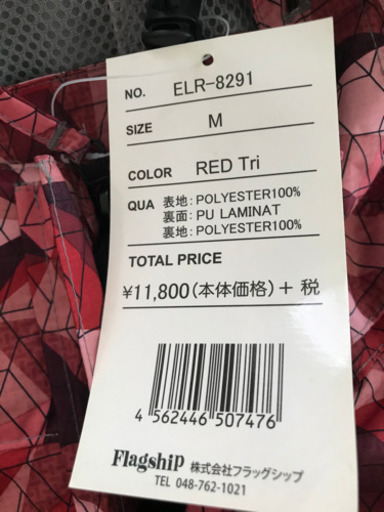 NO. ELR-8291
SIZE M
COLOR RED Tri
QUA 表地:POLYESTER100%
裏面:PU LAMINAT
裏地:POLYESTER100%
TOTAL PRICE
¥11,800(本体価格)+ 税
4 562446 507476
Flagship 株式会社フラッグシップ
TEL 048-762-1021